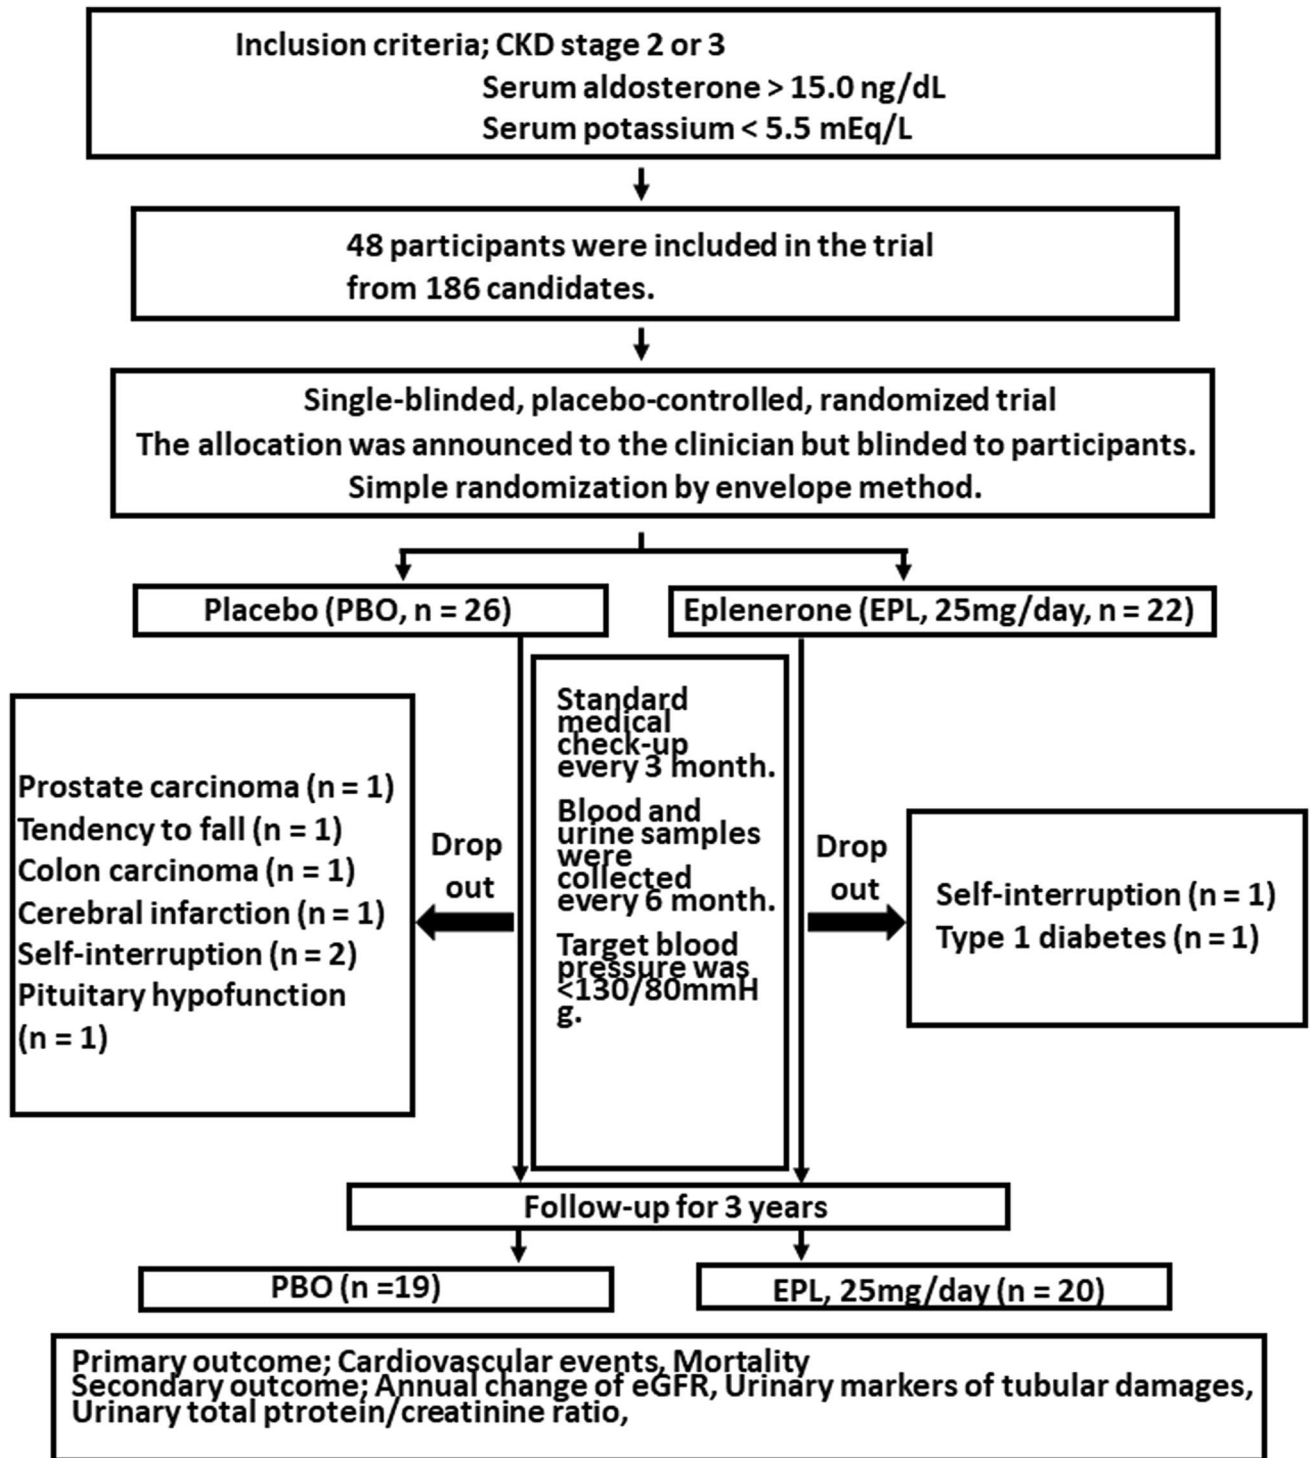 Inclusion criteria; CKD stage 2 or 3
Serum aldosterone > 15.0 ng/dL
Serum potassium < 5.5 mEq/L
48 participants were included in the trial
from 186 candidates.
Single-blinded, placebo-controlled, randomized trial
The allocation was announced to the clinician but blinded to participants.
Simple randomization by envelope method.
Placebo (PBO, n = 26)
Eplenerone (EPL, 25mg/day, n = 22)
Prostate carcinoma (n = 1)
Tendency to fall (n = 1)
Colon carcinoma (n = 1)
Cerebral infarction (n = 1)
Self-interruption (n = 2)
Pituitary hypofunction
(n = 1)
Drop
out
Standard
medical
check-up
every 3 month.
Blood and
urine samples
were
collected
every 6 month.
Target blood
pressure was
<130/80mmH
g.
Drop
out
Self-interruption (n = 1)
Type 1 diabetes (n = 1)
Follow-up for 3 years
PBO (n =19)
EPL, 25mg/day (n = 20)
Primary outcome; Cardiovascular events, Mortality
Secondary outcome; Annual change of eGFR, Urinary markers of tubular damages,
Urinary total ptrotein/creatinine ratio,